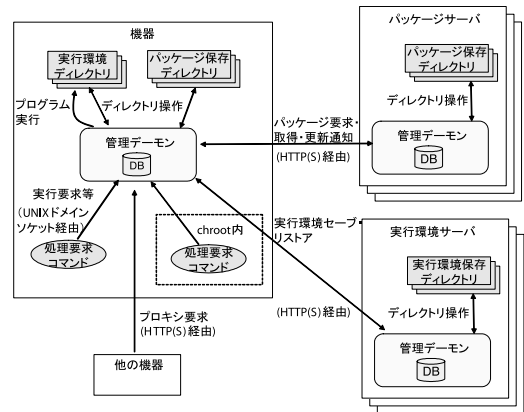 機器
実行環境
ディレクトリ
パッケージ保存
ディレクトリ
プログラム
実行
ディレクトリ操作
管理デーモン
DB
実行要求等
(UNIXドメイン
ソケット経由)
処理要求
コマンド
chroot内
処理要求
コマンド
プロキシ要求
(HTTP(S)経由)
他の機器
パッケージ要求・
取得・更新通知
(HTTP(S)経由)
実行環境セーブ・
リストア
(HTTP(S)経由)
パッケージサーバ
パッケージ保存
ディレクトリ
ディレクトリ操作
管理デーモン
DB
実行環境サーバ
実行環境保存
ディレクトリ
ディレクトリ操作
管理デーモン
DB